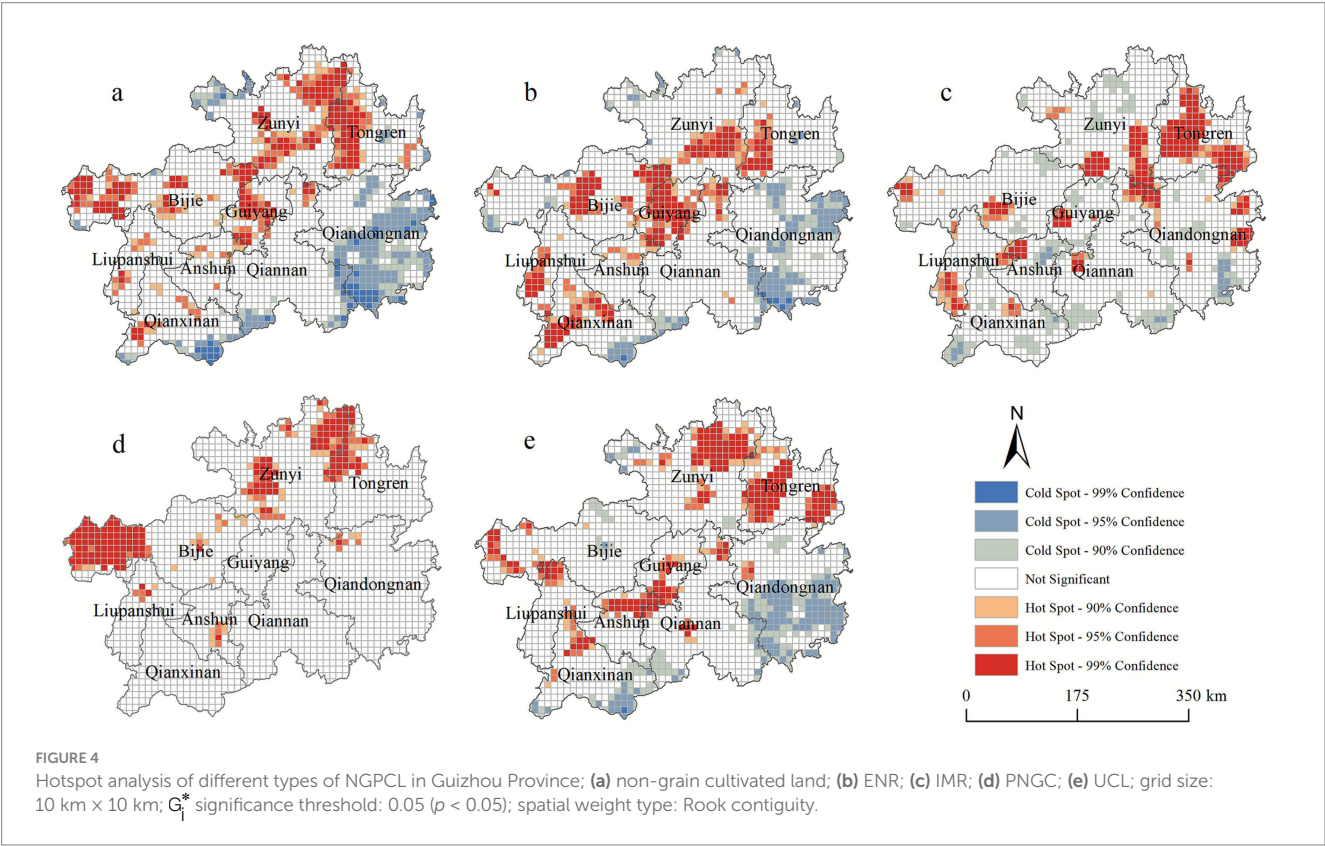 a
Zunyi
Tongren
Bijie
Guiyang
Qiandongnan
Liupanshui
Anshun
Qiannan
Qianxinan
b
Zunyi
Tongren
Bijie
Guiyang
Qiandongnan
Liupanshui
Anshun
Qiannan
Qianxinan
c
Zunyi
Tongren
Bijie
Guiyang
Qiandongnan
Liupanshui
Anshun
Qiannan
Qianxinan
d
Zunyi
Tongren
Bijie
Guiyang
Qiandongnan
Liupanshui
Anshun
Qiannan
Qianxinan
e
Zunyi
Tongren
Bijie
Guiyang
Qiandongnan
Liupanshui
Anshun
Qiannan
Qianxinan
N
Cold Spot - 99% Confidence
Cold Spot - 95% Confidence
Cold Spot - 90% Confidence
Not Significant
Hot Spot - 90% Confidence
Hot Spot - 95% Confidence
Hot Spot - 99% Confidence
0 175 350 km
FIGURE 4
Hotspot analysis of different types of NGPCL in Guizhou Province; (a) non-grain cultivated land; (b) ENR; (c) IMR; (d) PNGC; (e) UCL; grid size:
10 km × 10 km; G*j significance threshold: 0.05 (p < 0.05); spatial weight type: Rook contiguity.